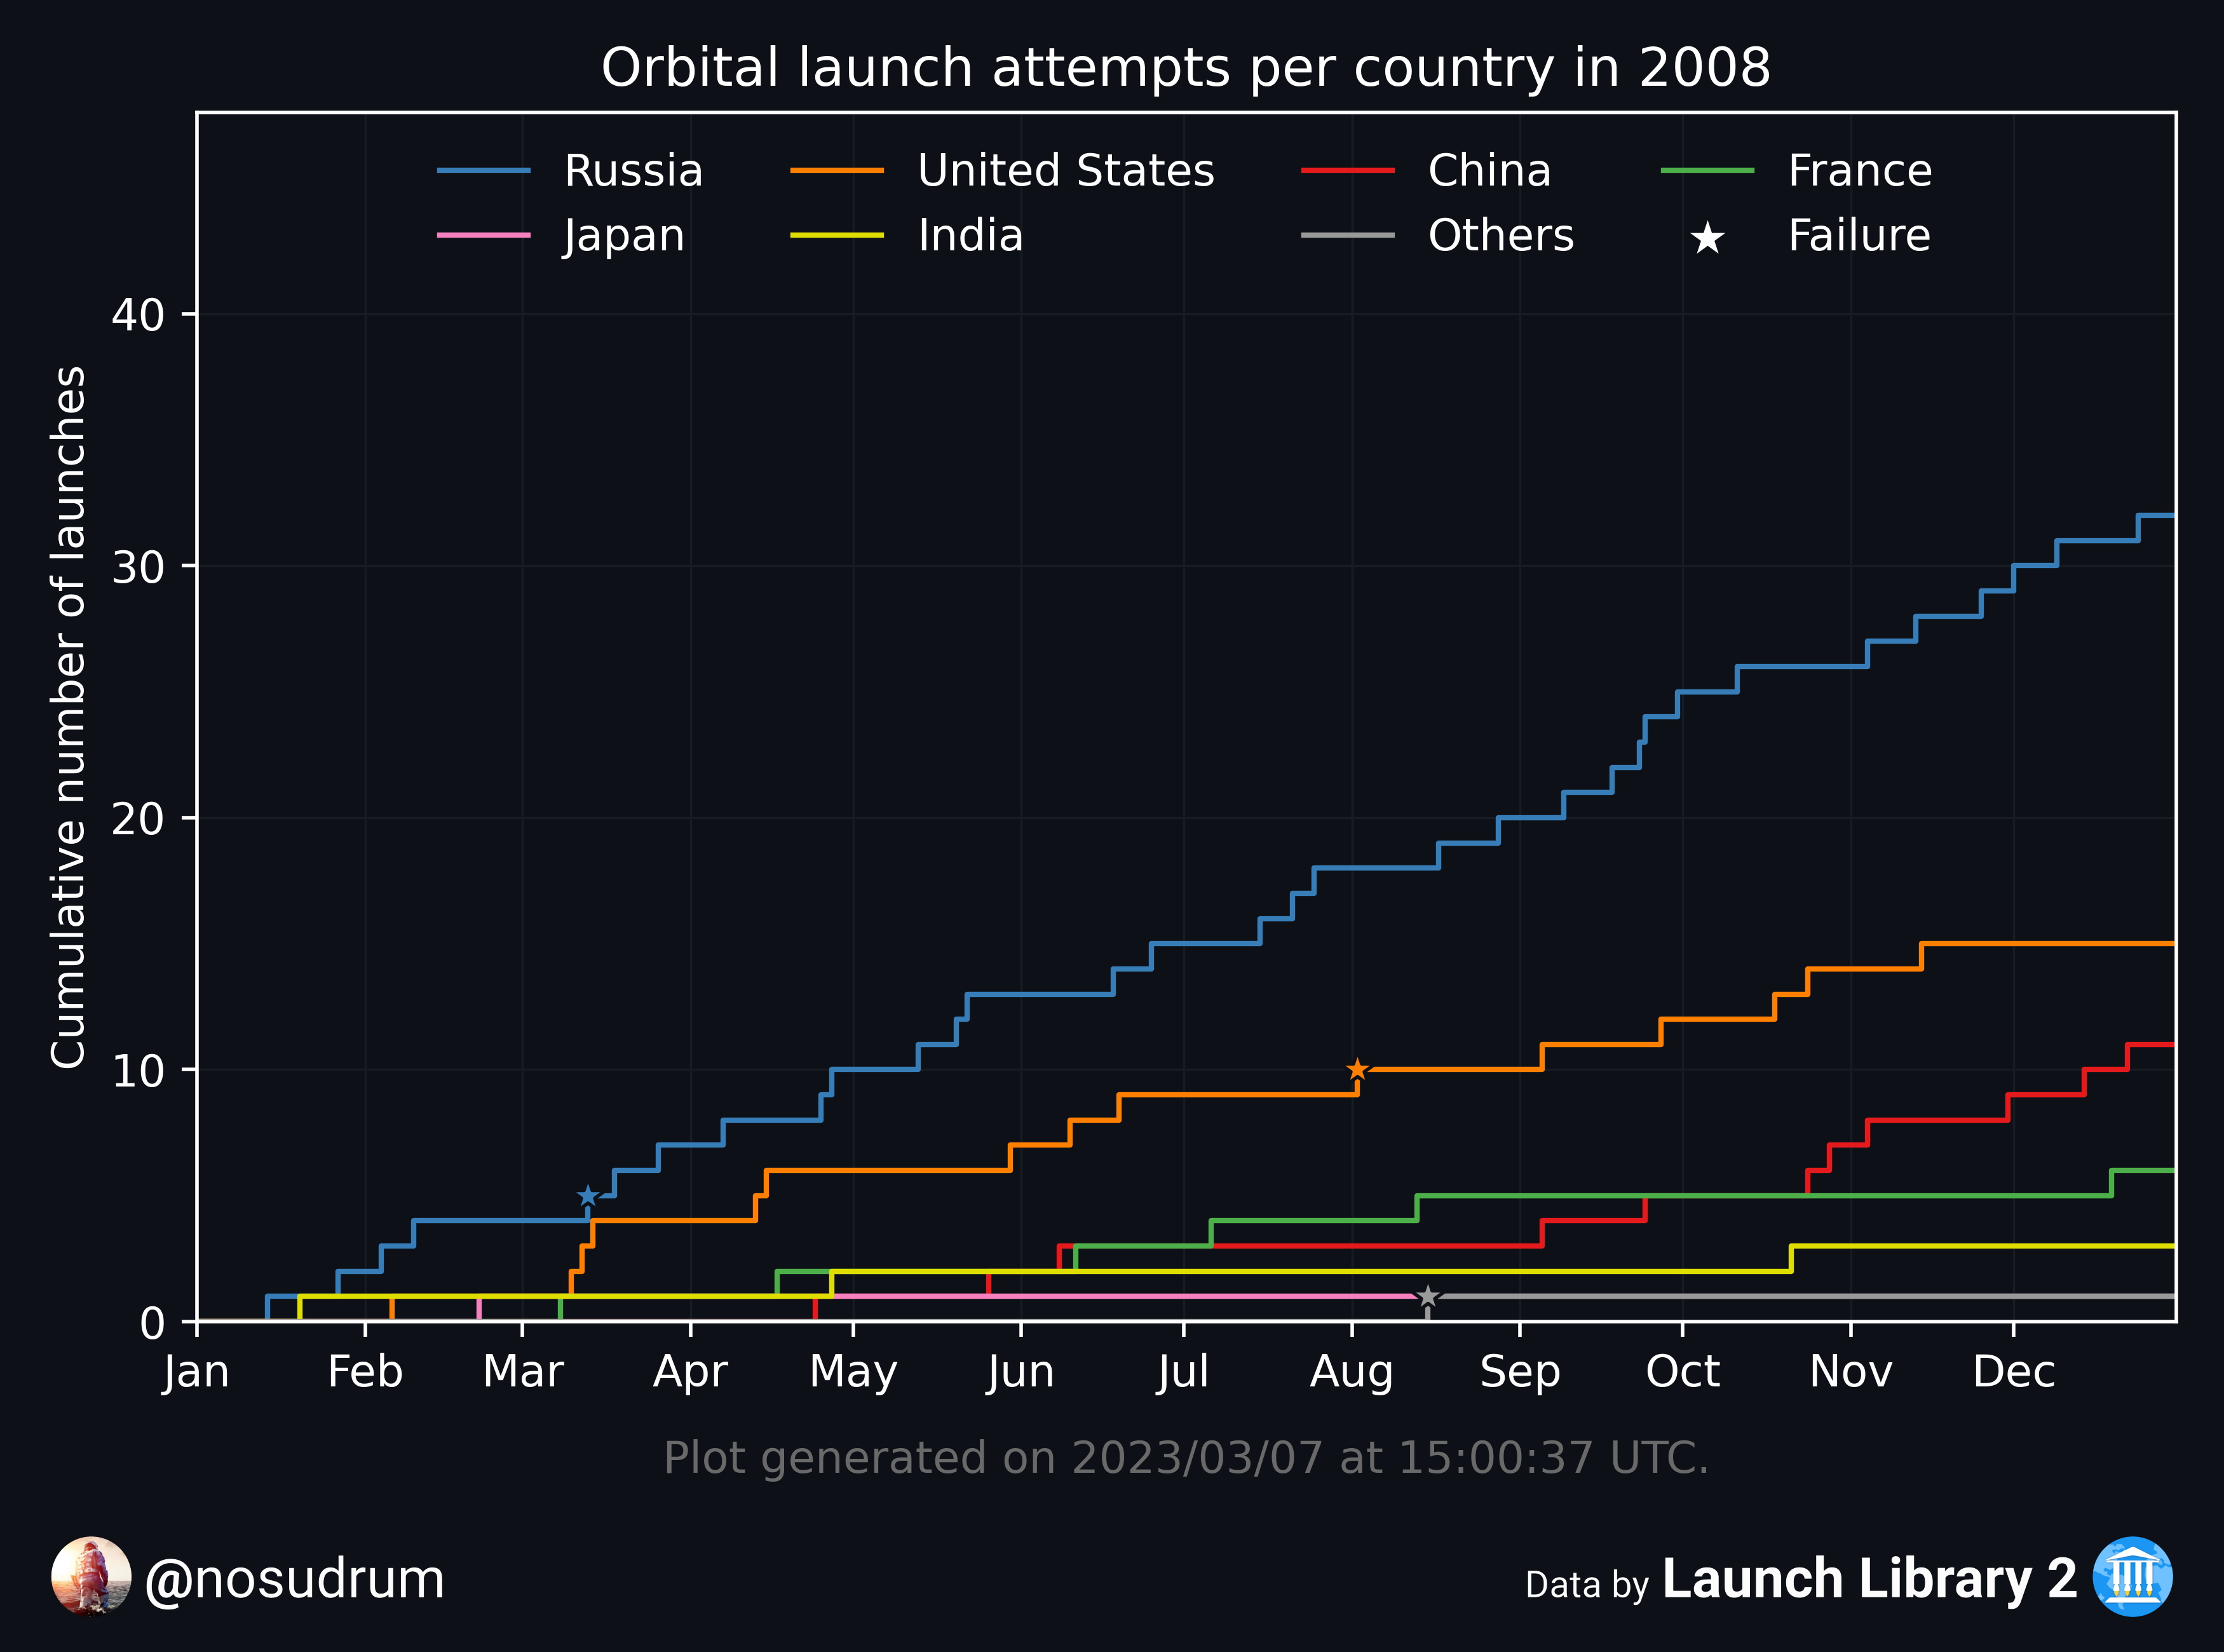 Orbital launch attempts per country in 2008
Russia United States China France
Japan India Others Failure
Cumulative number of launches
40
30
20
10
0
Jan Feb Mar Apr May Jun Jul Aug Sep Oct Nov Dec
Plot generated on 2023/03/07 at 15:00:37 UTC.
@nosudrum
Data by Launch Library 2